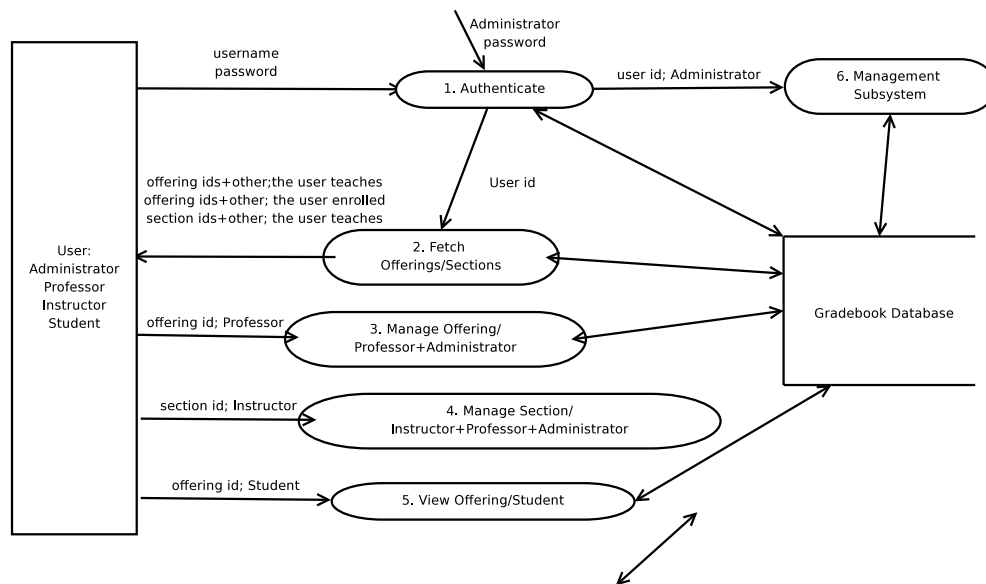 Administrator
password
username
password
1. Authenticate
user id; Administrator
6. Management
Subsystem
offering ids+other;the user teaches
offering ids+other; the user enrolled
section ids+other; the user teaches
User id
2. Fetch
Offerings/Sections
User:
Administrator
Professor
Instructor
Student
Gradebook Database
offering id; Professor
3. Manage Offering/
Professor+Administrator
section id; Instructor
4. Manage Section/
Instructor+Professor+Administrator
offering id; Student
5. View Offering/Student